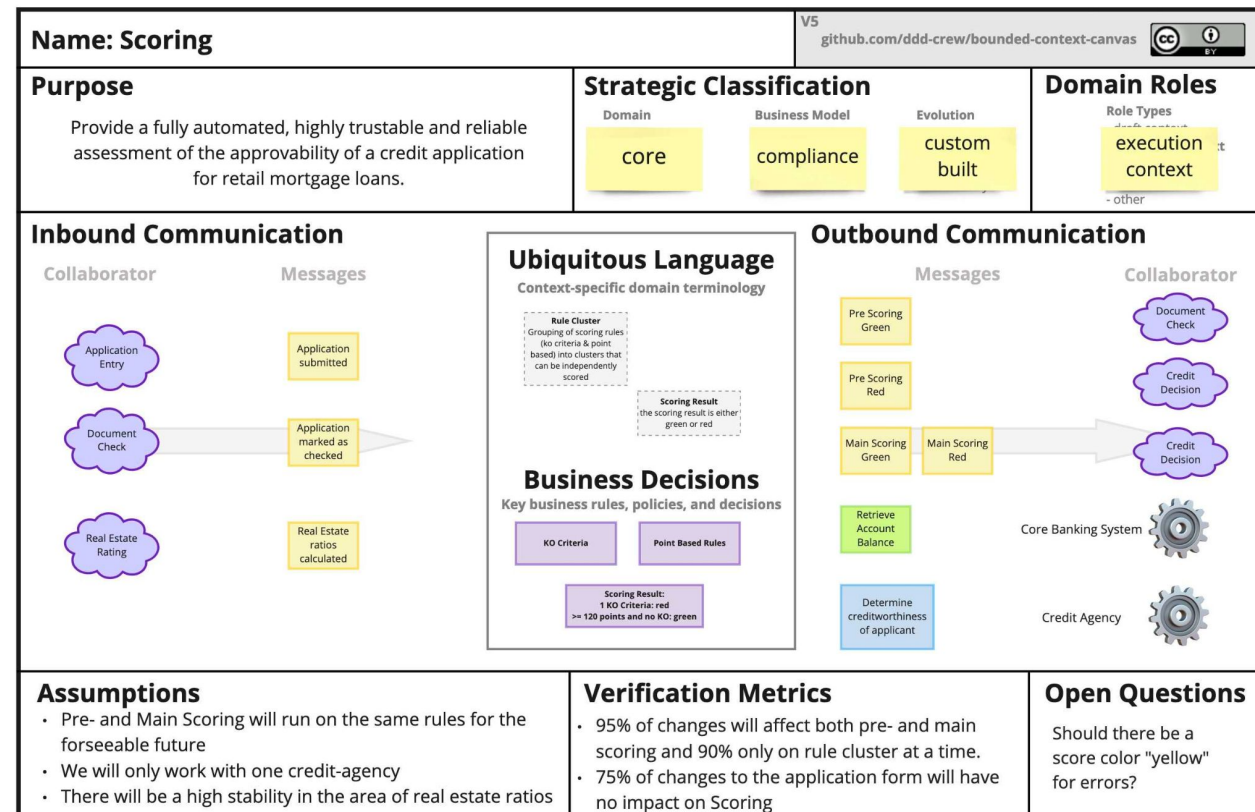 Name: Scoring
V5
github.com/ddd-crew/bounded-context-canvas
cc
BY
Purpose
Provide a fully automated, highly trustable and reliable
assessment of the approvability of a credit application
for retail mortgage loans.
Strategic Classification
Domain
Business Model
Evolution
core
compliance
custom
built
Domain Roles
Role Types
- draft context
execution
context
- other
Inbound Communication
Collaborator
Messages
Application
Entry
Application
submitted
Document
Check
Application
marked as
checked
Real Estate
Rating
Real Estate
ratios
calculated
Ubiquitous Language
Context-specific domain terminology
Rule Cluster
Grouping of scoring rules
(ko criteria & point
based) into clusters that
can be independently
scored
Scoring Result
the scoring result is either
green or red
Business Decisions
Key business rules, policies, and decisions
KO Criteria
Point Based Rules
Scoring Result:
1 KO Criteria: red
>= 120 points and no KO: green
Outbound Communication
Messages
Collaborator
Pre Scoring
Green
Document
Check
Pre Scoring
Red
Credit
Decision
Main Scoring
Green
Main Scoring
Red
Credit
Decision
Retrieve
Account
Balance
Core Banking System
Determine
creditworthiness
of applicant
Credit Agency
Assumptions
• Pre- and Main Scoring will run on the same rules for the
forseeable future
• We will only work with one credit-agency
• There will be a high stability in the area of real estate ratios
Verification Metrics
• 95% of changes will affect both pre- and main
scoring and 90% only on rule cluster at a time.
• 75% of changes to the application form will have
no impact on Scoring
Open Questions
Should there be a
score color "yellow"
for errors?